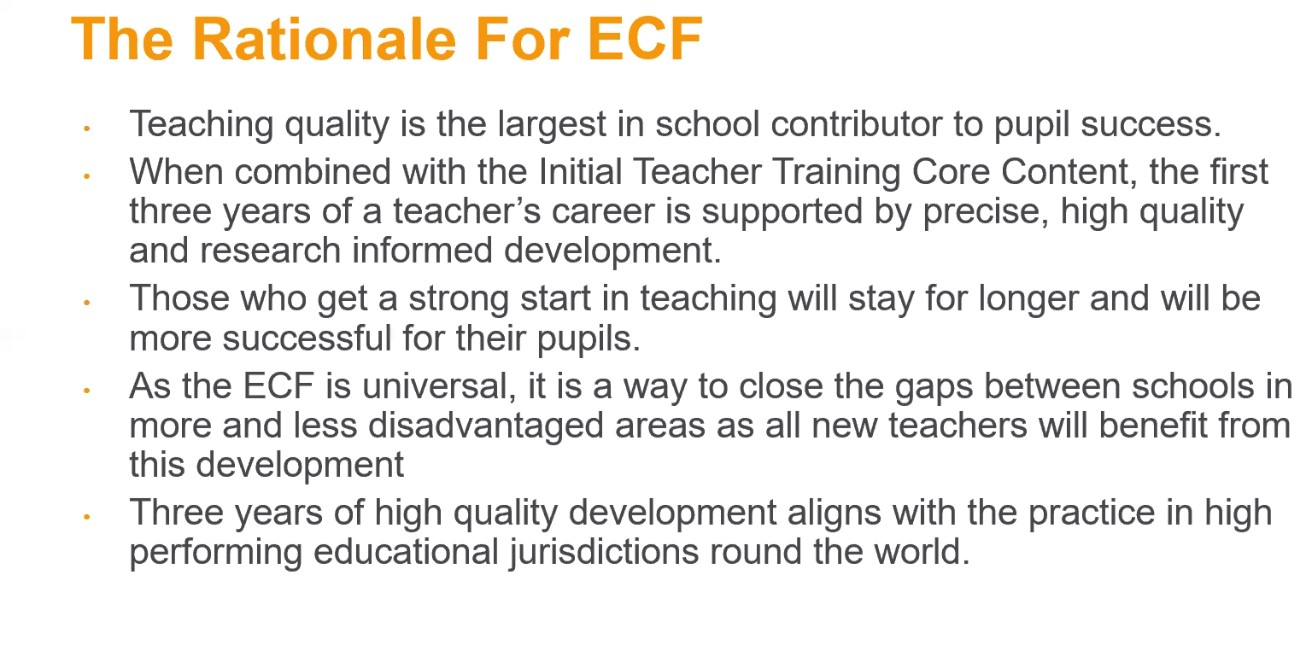 The Rationale For ECF
• Teaching quality is the largest in school contributor to pupil success.
• When combined with the Initial Teacher Training Core Content, the first
three years of a teacher’s career is supported by precise, high quality
and research informed development.
• Those who get a strong start in teaching will stay for longer and will be
more successful for their pupils.
• As the ECF is universal, it is a way to close the gaps between schools in
more and less disadvantaged areas as all new teachers will benefit from
this development
• Three years of high quality development aligns with the practice in high
performing educational jurisdictions round the world.